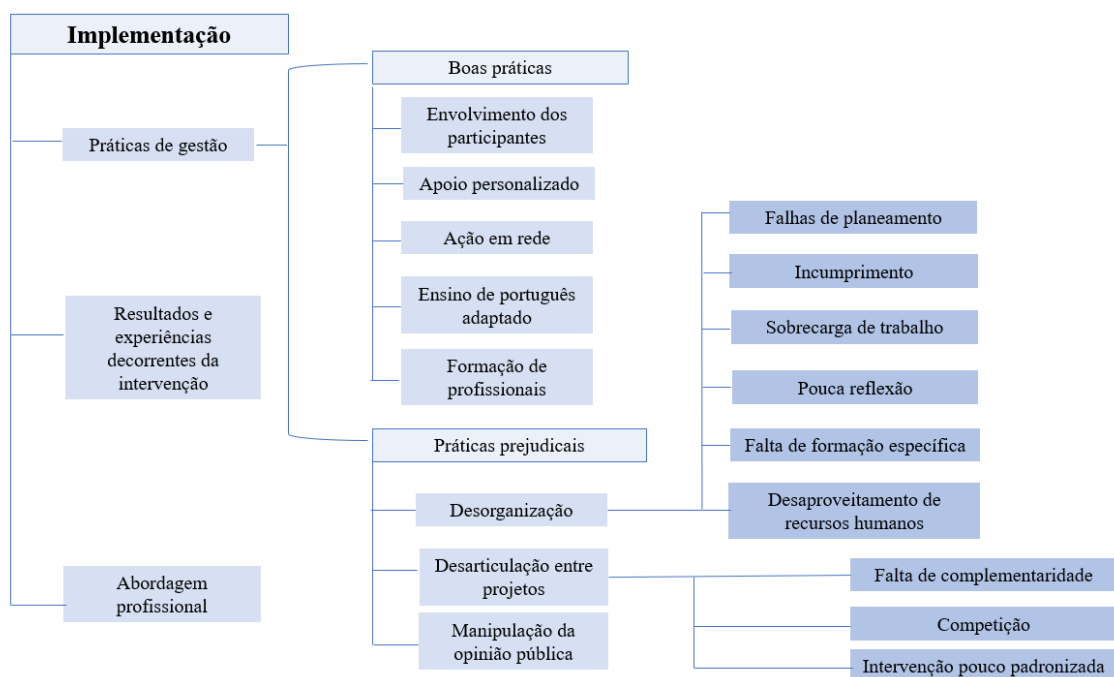 Implementação
Práticas de gestão
Resultados e
experiências
decorrentes da
intervenção
Abordagem
profissional
Boas práticas
Envolvimento dos
participantes
Apoio personalizado
Ação em rede
Ensino de português
adaptado
Formação de
profissionais
Práticas prejudicais
Desorganização
Desarticulação entre
projetos
Manipulação da
opinião pública
Falhas de planeamento
Incumprimento
Sobrecarga de trabalho
Pouca reflexão
Falta de formação específica
Desaproveitamento de
recursos humanos
Falta de complementaridade
Competição
Intervenção pouco padronizada